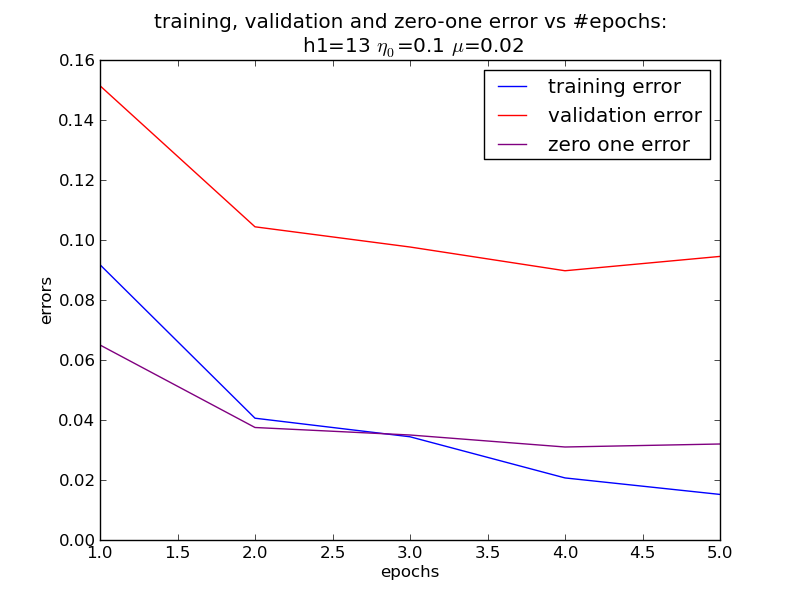 training, validation and zero-one error vs #epochs:
h1=13 η₀=0.1 μ=0.02
training error
validation error
zero one error
errors
0.16
0.14
0.12
0.10
0.08
0.06
0.04
0.02
0.00
1.0 1.5 2.0 2.5 3.0 3.5 4.0 4.5 5.0
epochs